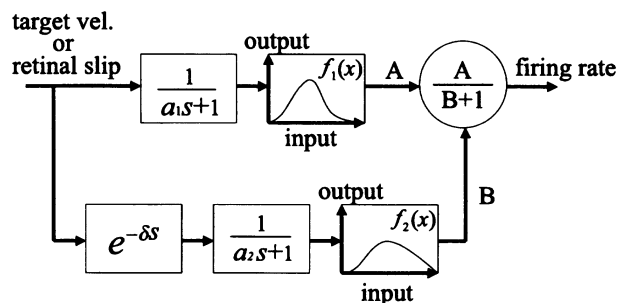 target vel.
or
retinal slip
1
a₁s+1
output
f₁(x)
input
A
A
B+1
firing rate
e^{-δs}
1
a₂s+1
output
f₂(x)
input
B